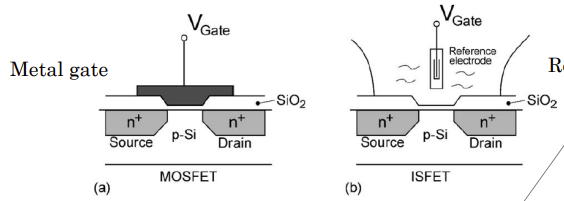 Metal gate
VGate
SiO2
n+
n+
p-Si
Source
Drain
MOSFET
(a)
VGate
Reference
electrode
SiO2
n+
n+
p-Si
Source
Drain
ISFET
(b)